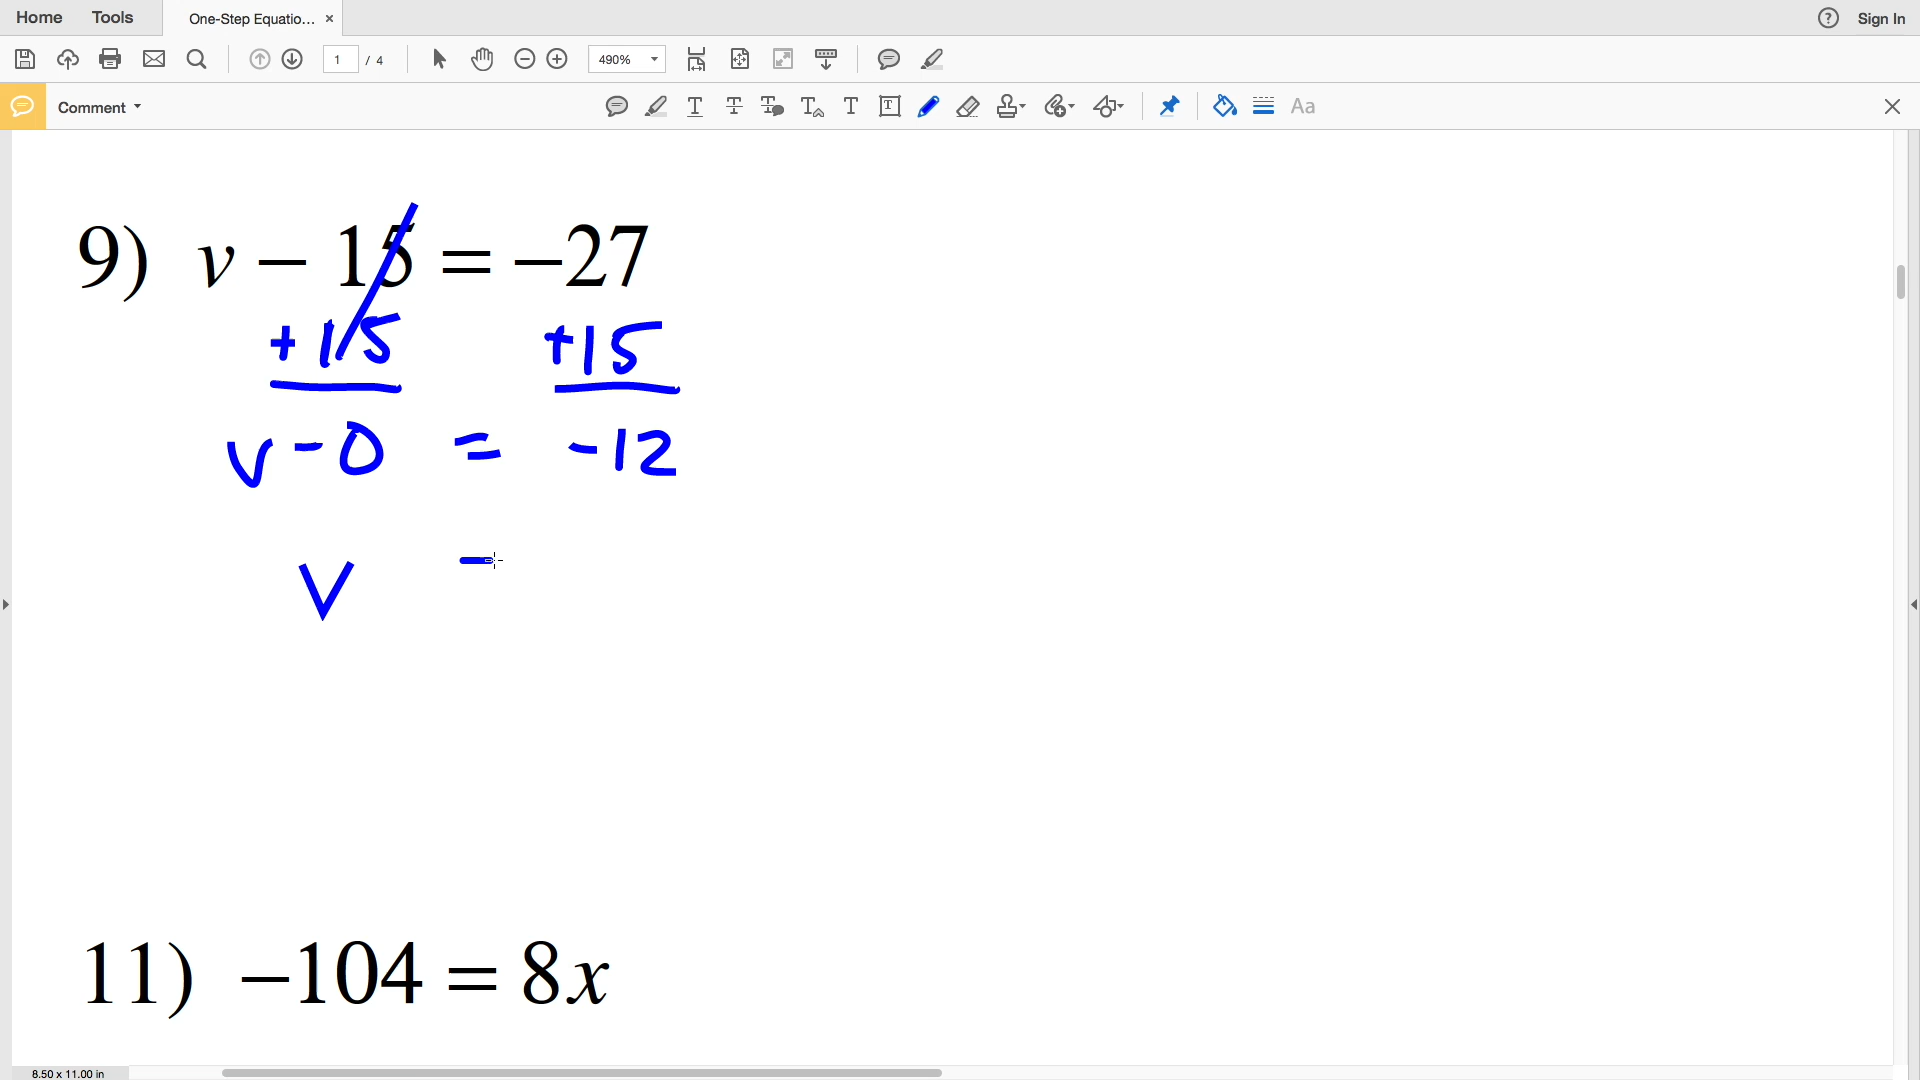 Home Tools One-Step Equatio... × ? Sign In
1 / 4 490%
Comment T T T T T T Aa
9) v − 15 = −27
+15 +15
v - 0 = -12
v -
11) −104 = 8x
8.50 x 11.00 in